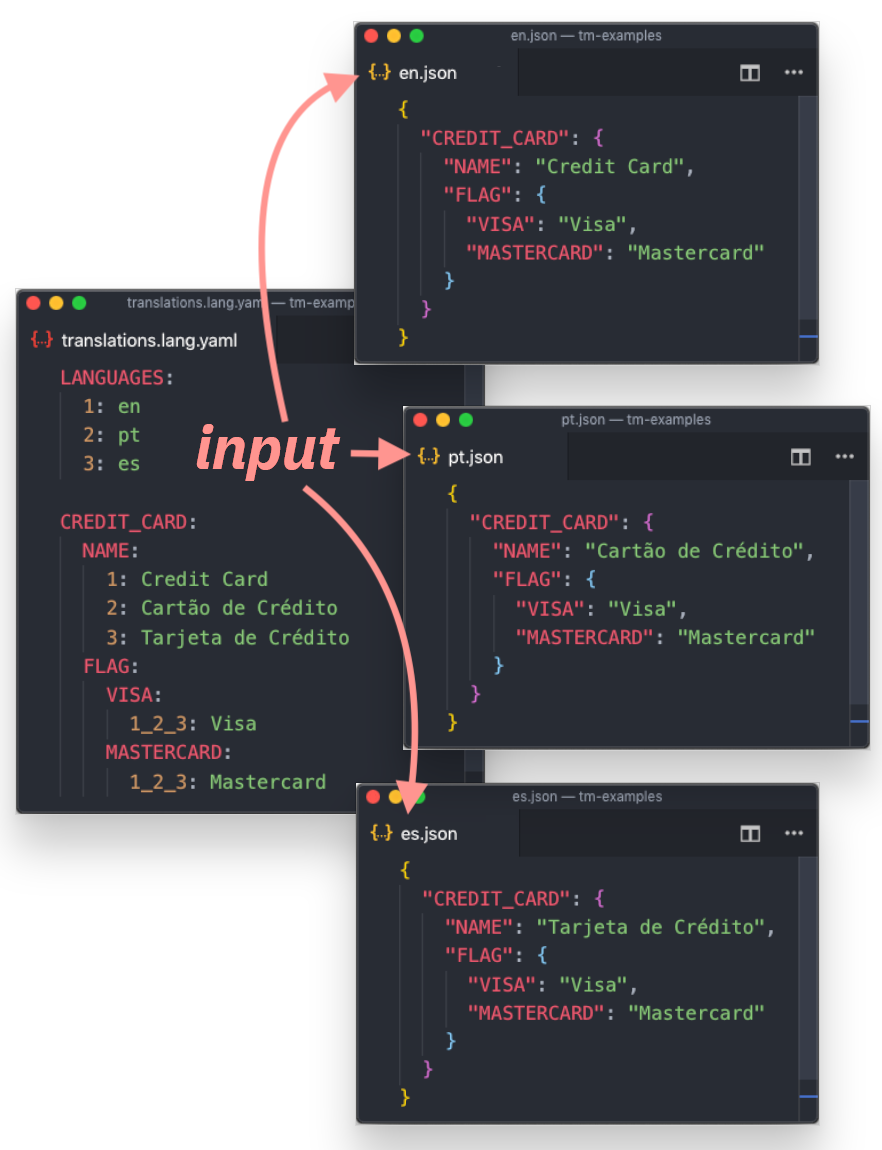 en.json — tm-examples
{..} en.json
{
"CREDIT_CARD": {
"NAME": "Credit Card",
"FLAG": {
"VISA": "Visa",
"MASTERCARD": "Mastercard"
}
}
}
translations.lang.yaml — tm-examp
{..} translations.lang.yaml
LANGUAGES:
1: en
2: pt
3: es
CREDIT_CARD:
NAME:
1: Credit Card
2: Cartão de Crédito
3: Tarjeta de Crédito
FLAG:
VISA:
1_2_3: Visa
MASTERCARD:
1_2_3: Mastercard
input
pt.json — tm-examples
{..} pt.json
{
"CREDIT_CARD": {
"NAME": "Cartão de Crédito",
"FLAG": {
"VISA": "Visa",
"MASTERCARD": "Mastercard"
}
}
}
es.json — tm-examples
{..} es.json
{
"CREDIT_CARD": {
"NAME": "Tarjeta de Crédito",
"FLAG": {
"VISA": "Visa",
"MASTERCARD": "Mastercard"
}
}
}